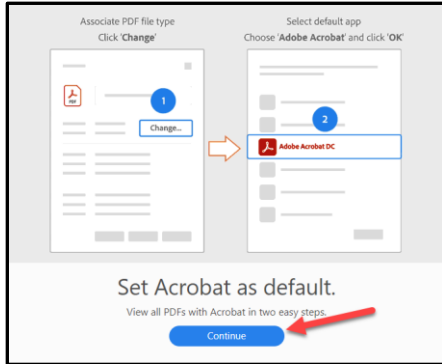 Associate PDF file type
Click 'Change'
Select default app
Choose 'Adobe Acrobat' and click 'OK'
PDF
1
Change...
2
Adobe Acrobat DC
Set Acrobat as default.
View all PDFs with Acrobat in two easy steps.
Continue